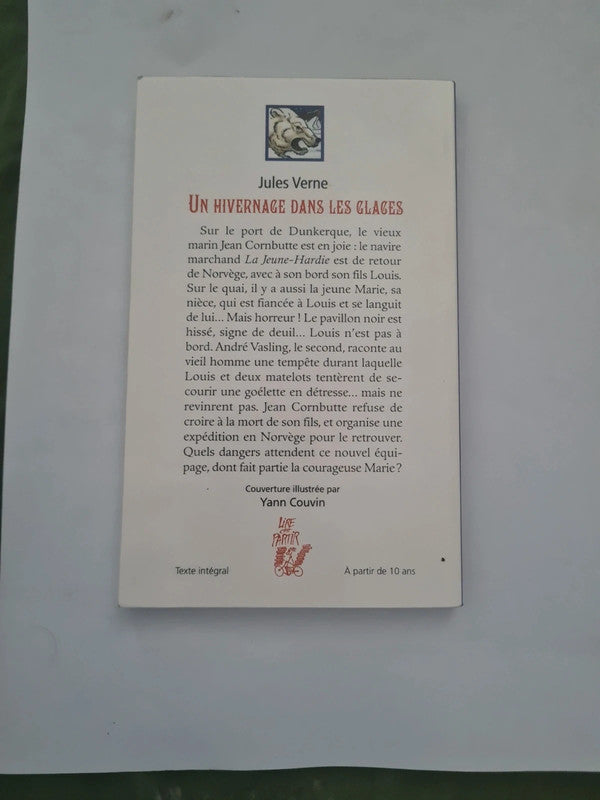 Jules Verne
UN HIVERNAGE DANS LES GLACES
Sur le port de Dunkerque, le vieux
marin Jean Cornbutte est en joie : le navire
marchand La Jeune-Hardie est de retour
de Norvège, avec à son bord son fils Louis.
Sur le quai, il y a aussi la jeune Marie, sa
nièce, qui est fiancée à Louis et se languit
de lui... Mais horreur ! Le pavillon noir est
hissé, signe de deuil... Louis n'est pas à
bord. André Vasling, le second, raconte au
vieil homme une tempête durant laquelle
Louis et deux matelots tentèrent de se-
courir une goélette en détresse... mais ne
revinrent pas. Jean Cornbutte refuse de
croire à la mort de son fils, et organise une
expédition en Norvège pour le retrouver.
Quels dangers attendent ce nouvel équi-
page, dont fait partie la courageuse Marie ?
Couverture illustrée par
Yann Couvin
LIRE
c'est
PARTIR
Texte intégral
À partir de 10 ans